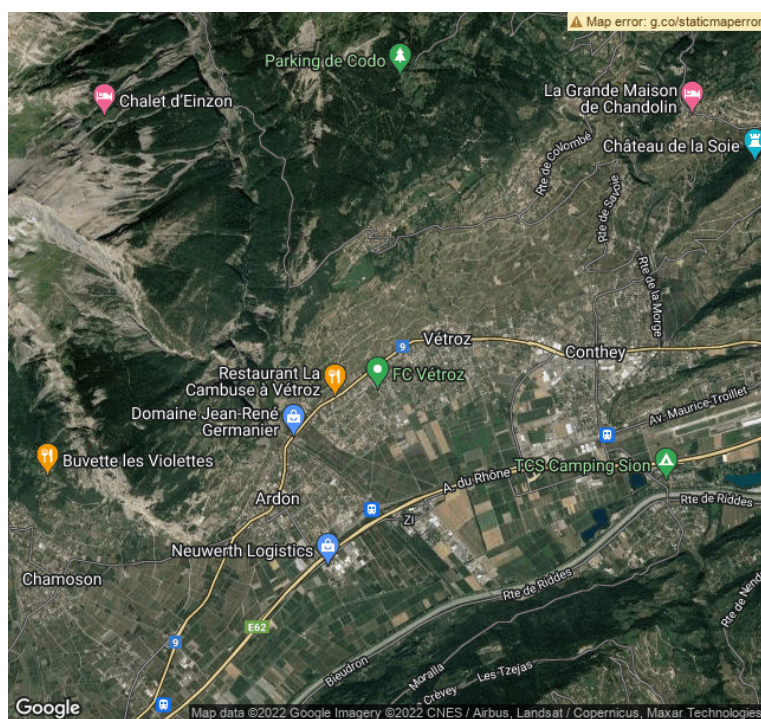 Map error: g.co/staticmaperror
Parking de Codo
Chalet d'Einzon
La Grande Maison
de Chandolin
Château de la Soie
Rte de Colombé
Rte de Savoie
Rte de la Morge
9
Vétroz
Conthey
Restaurant La
Cambuse à Vétroz
FC Vétroz
Domaine Jean-René
Germanier
Av. Maurice-Troillet
Buvette les Violettes
TCS Camping Sion
A. du Rhône
Rte de Riddes
Ardon
ZI
Neuwerth Logistics
Chamoson
Rte de Riddes
Rte de Nend
E62
9
Bieudron
Moralla
Les-Tzejas
Crèvey
Google
Map data ©2022 Google Imagery ©2022 CNES / Airbus, Landsat / Copernicus, Maxar Technologies